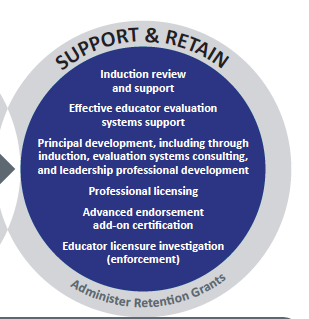 SUPPORT & RETAIN
Induction review
and support
Effective educator evaluation
systems support
Principal development, including through
induction, evaluation systems consulting,
and leadership professional development
Professional licensing
Advanced endorsement
add-on certification
Educator licensure investigation
(enforcement)
Administer Retention Grants